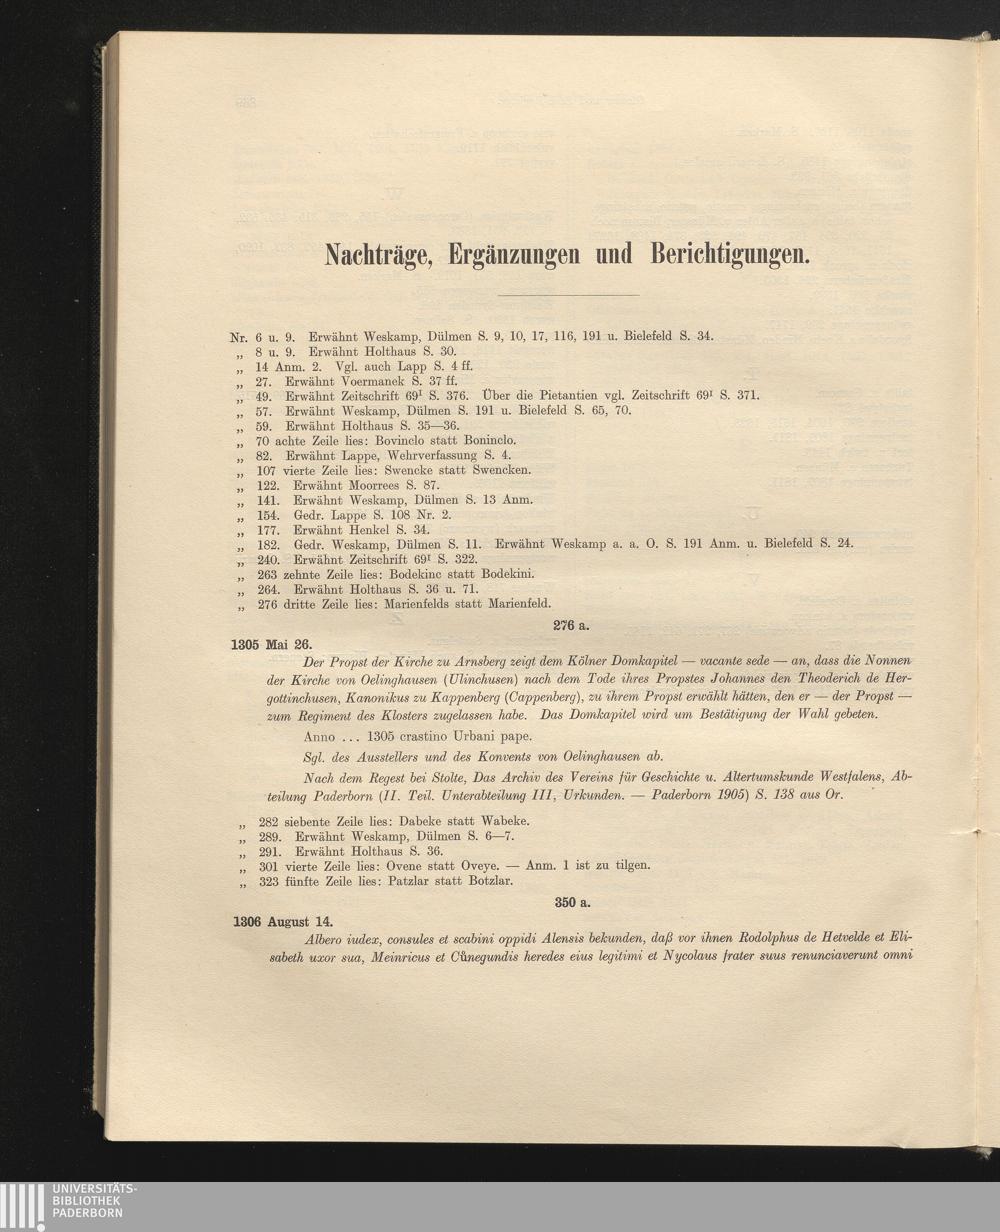 Nachträge, Ergänzungen und Berichtigungen.
Nr. 6 u. 9. Erwähnt Weskamp, Dülmen S. 9, 10, 17, 116, 191 u. Bielefeld S. 34.
„ 8 u. 9. Erwähnt Holthaus S. 30.
„ 14 Anm. 2. Vgl. auch Lapp S. 4 ff.
„ 27. Erwähnt Voermanek S. 37 ff.
„ 49. Erwähnt Zeitschrift 69ᴵ S. 376. Über die Pietantien vgl. Zeitschrift 69ᴵ S. 371.
„ 57. Erwähnt Weskamp, Dülmen S. 191 u. Bielefeld S. 65, 70.
„ 59. Erwähnt Holthaus S. 35—36.
„ 70 achte Zeile lies: Bovinclo statt Boninclo.
„ 82. Erwähnt Lappe, Wehrverfassung S. 4.
„ 107 vierte Zeile lies: Swencke statt Swencken.
„ 122. Erwähnt Moorrees S. 87.
„ 141. Erwähnt Weskamp, Dülmen S. 13 Anm.
„ 154. Gedr. Lappe S. 108 Nr. 2.
„ 177. Erwähnt Henkel S. 34.
„ 182. Gedr. Weskamp, Dülmen S. 11. Erwähnt Weskamp a. a. O. S. 191 Anm. u. Bielefeld S. 24.
„ 240. Erwähnt Zeitschrift 69ᴵ S. 322.
„ 263 zehnte Zeile lies: Bodekinc statt Bodekini.
„ 264. Erwähnt Holthaus S. 36 u. 71.
„ 276 dritte Zeile lies: Marienfelds statt Marienfeld.
276 a.
1305 Mai 26.
Der Propst der Kirche zu Arnsberg zeigt dem Kölner Domkapitel — vacante sede — an, dass die Nonnen
der Kirche von Oelinghausen (Ulinchusen) nach dem Tode ihres Propstes Johannes den Theoderich de Her-
gottinchusen, Kanonikus zu Kappenberg (Cappenberg), zu ihrem Propst erwählt hätten, den er — der Propst —
zum Regiment des Klosters zugelassen habe. Das Domkapitel wird um Bestätigung der Wahl gebeten.
Anno ... 1305 crastino Urbani pape.
Sgl. des Ausstellers und des Konvents von Oelinghausen ab.
Nach dem Regest bei Stolte, Das Archiv des Vereins für Geschichte u. Altertumskunde Westfalens, Ab-
teilung Paderborn (II. Teil. Unterabteilung III, Urkunden. — Paderborn 1905) S. 138 aus Or.
„ 282 siebente Zeile lies: Dabeke statt Wabeke.
„ 289. Erwähnt Weskamp, Dülmen S. 6—7.
„ 291. Erwähnt Holthaus S. 36.
„ 301 vierte Zeile lies: Ovene statt Oveye. — Anm. 1 ist zu tilgen.
„ 323 fünfte Zeile lies: Patzlar statt Botzlar.
350 a.
1306 August 14.
Albero iudex, consules et scabini oppidi Alensis bekunden, daß vor ihnen Rodolphus de Hetvelde et Eli-
sabeth uxor sua, Meinricus et Cůnegundis heredes eius legitimi et Nycolaus frater suus renunciaverunt omni
UNIVERSITÄTS-
BIBLIOTHEK
PADERBORN